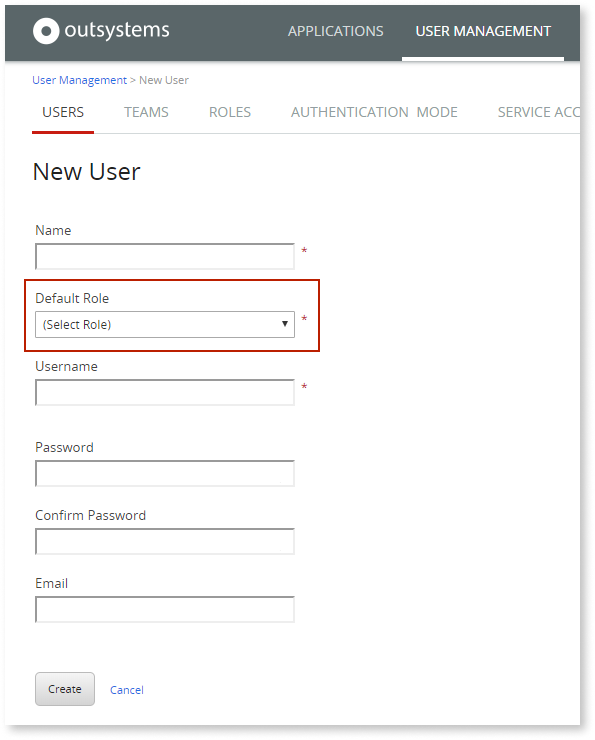 outsystems APPLICATIONS USER MANAGEMENT
User Management > New User
USERS TEAMS ROLES AUTHENTICATION MODE SERVICE ACC
New User
Name
*
Default Role
(Select Role) *
Username
*
Password
Confirm Password
Email
Create Cancel